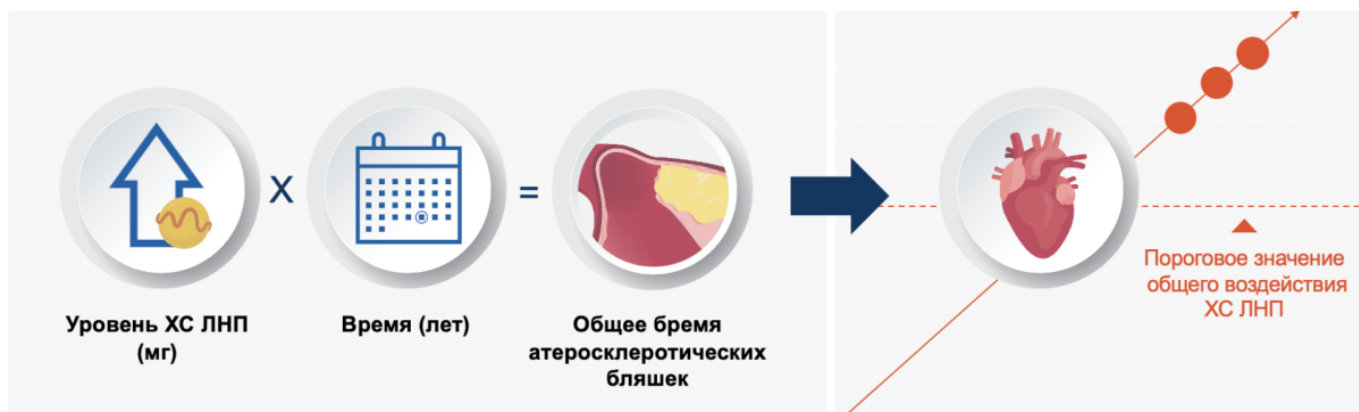 X
=
Уровень ХС ЛНП
(мг)
Время (лет)
Общее бремя
атеросклеротических
бляшек
Пороговое значение
общего воздействия
ХС ЛНП